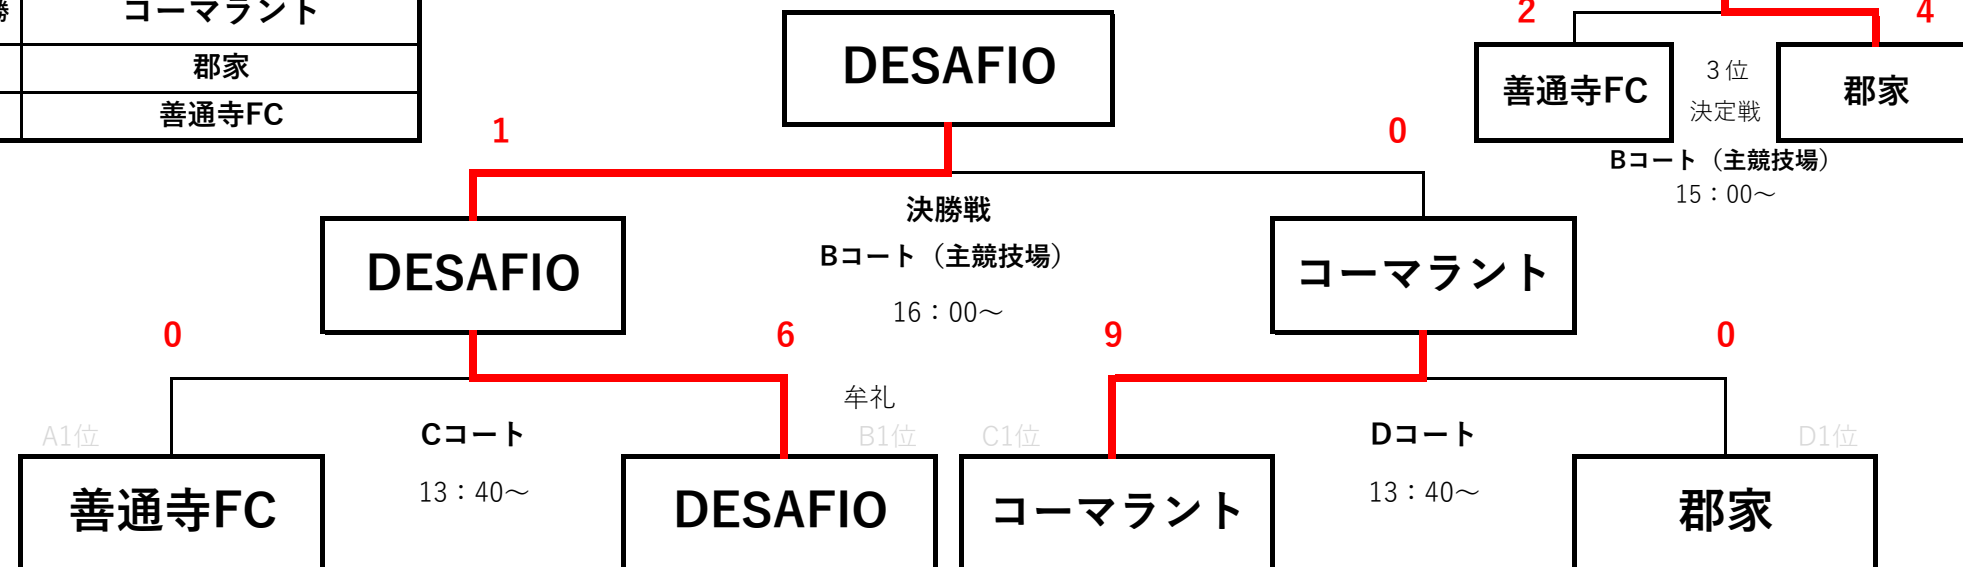 勝
コーマラント
郡家
善通寺FC
DESAFIO
2
4
善通寺FC
3位
決定戦
郡家
Bコート（主競技場）
15：00～
1
0
決勝戦
Bコート（主競技場）
16：00～
DESAFIO
コーマラント
0
6
9
0
牟礼
A1位
Cコート
B1位
C1位
Dコート
D1位
13：40～
13：40～
善通寺FC
DESAFIO
コーマラント
郡家